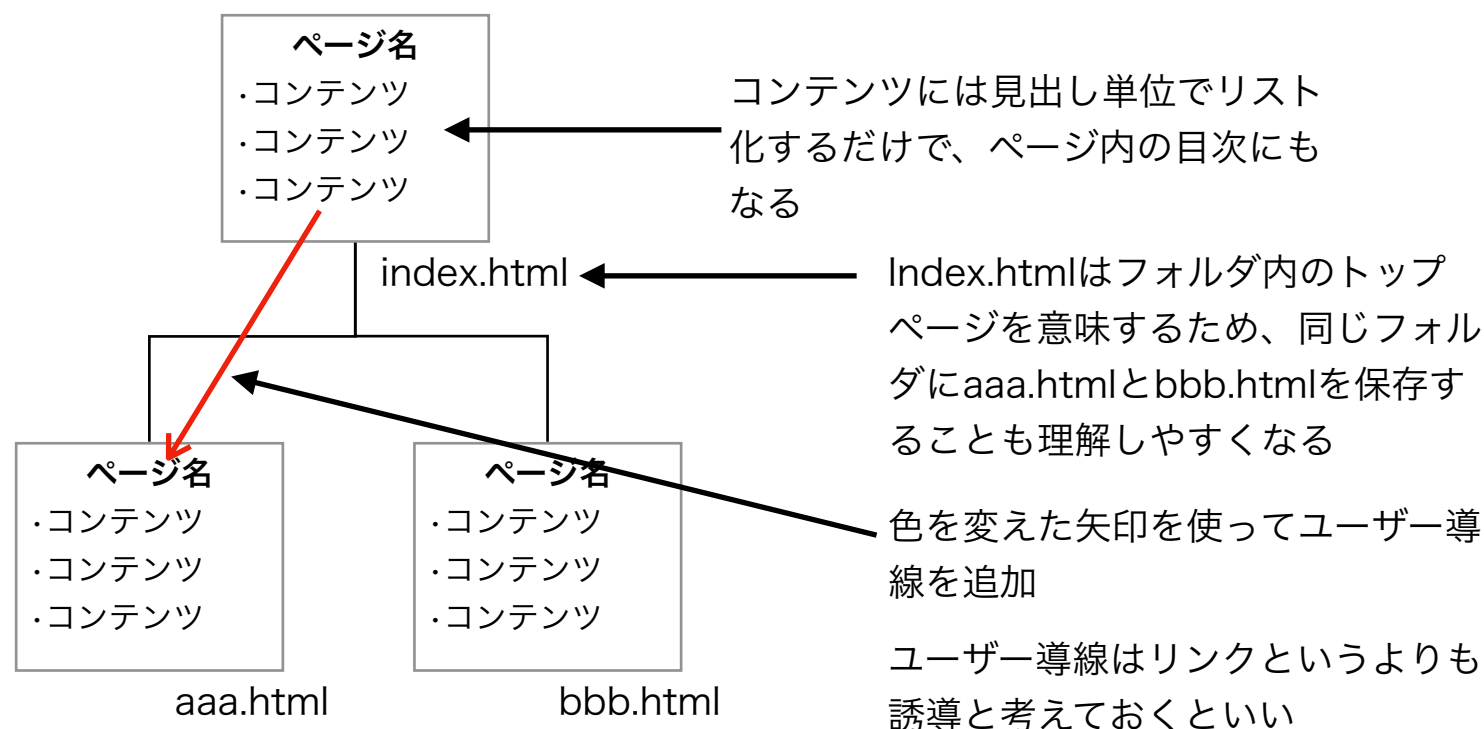 ページ名
・コンテンツ
・コンテンツ
・コンテンツ
コンテンツには見出し単位でリスト
化するだけで、ページ内の目次にも
なる
index.html
Index.htmlはフォルダ内のトップ
ページを意味するため、同じフォル
ダにaaa.htmlとbbb.htmlを保存す
ることも理解しやすくなる
ページ名
・コンテンツ
・コンテンツ
・コンテンツ
aaa.html
ページ名
・コンテンツ
・コンテンツ
・コンテンツ
bbb.html
色を変えた矢印を使ってユーザー導
線を追加
ユーザー導線はリンクというよりも
誘導と考えておくといい